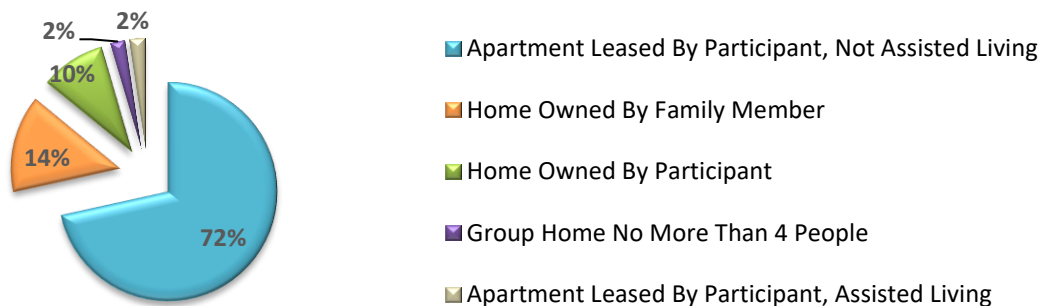 2%
2%
10%
14%
72%
Apartment Leased By Participant, Not Assisted Living
Home Owned By Family Member
Home Owned By Participant
Group Home No More Than 4 People
Apartment Leased By Participant, Assisted Living